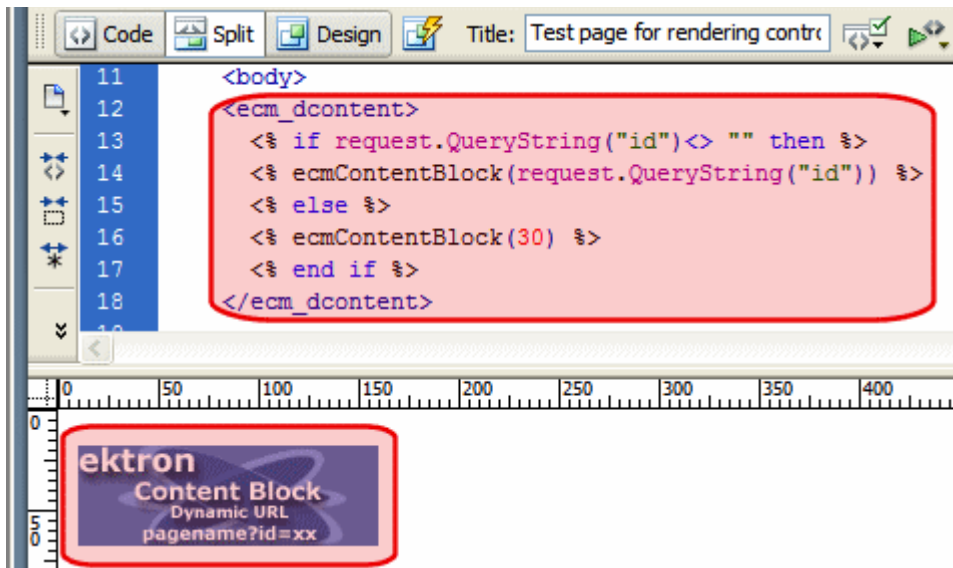 Code Split Design Title: Test page for rendering contro
11 <body>
12 <ecm_dcontent>
13 <% if request.QueryString("id")<> "" then %>
14 <% ecmContentBlock(request.QueryString("id")) %>
15 <% else %>
16 <% ecmContentBlock(30) %>
17 <% end if %>
18 </ecm_dcontent>
0 50 100 150 200 250 300 350 400
0
ektron
Content Block
Dynamic URL
pagename?id=xx
50